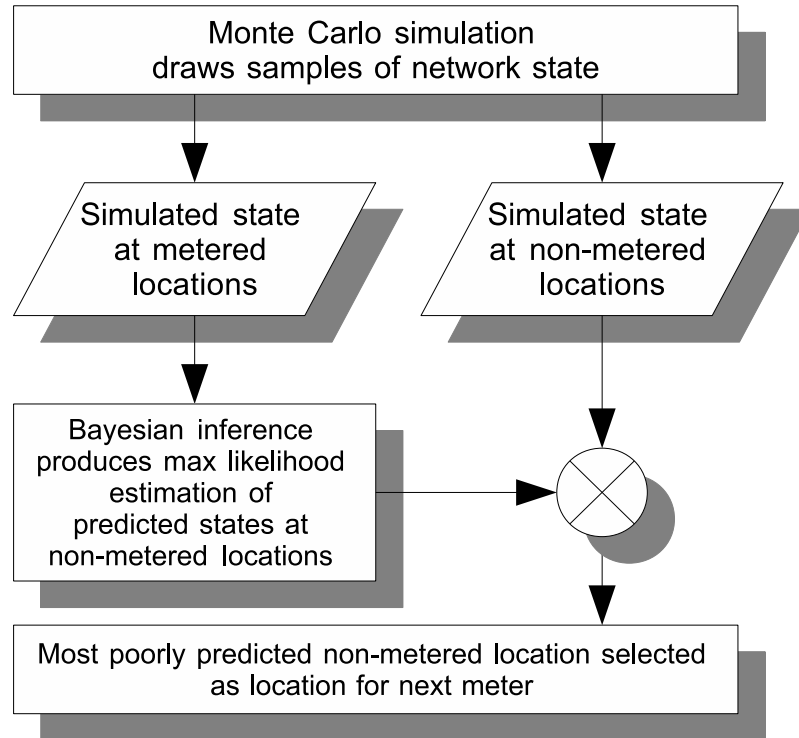 Monte Carlo simulation
draws samples of network state
Simulated state
at metered
locations
Simulated state
at non-metered
locations
Bayesian inference
produces max likelihood
estimation of
predicted states at
non-metered locations
Most poorly predicted non-metered location selected
as location for next meter